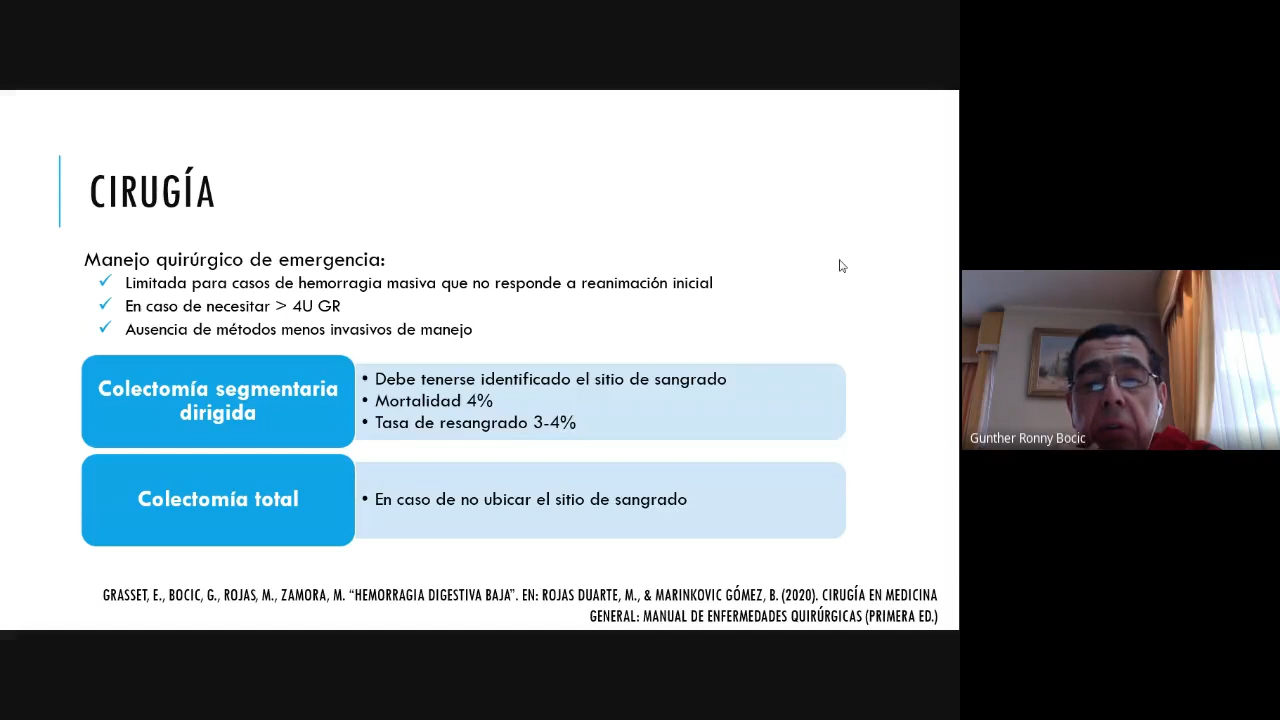 CIRUGÍA
Manejo quirúrgico de emergencia:
✓ Limitada para casos de hemorragia masiva que no responde a reanimación inicial
✓ En caso de necesitar > 4U GR
✓ Ausencia de métodos menos invasivos de manejo
Colectomía segmentaria
dirigida
• Debe tenerse identificado el sitio de sangrado
• Mortalidad 4%
• Tasa de resangrado 3-4%
Colectomía total
• En caso de no ubicar el sitio de sangrado
GRASSET, E., BOCIC, G., ROJAS, M., ZAMORA, M. “HEMORRAGIA DIGESTIVA BAJA”. EN: ROJAS DUARTE, M., & MARINKOVIC GÓMEZ, B. (2020). CIRUGÍA EN MEDICINA
GENERAL: MANUAL DE ENFERMEDADES QUIRÚRGICAS (PRIMERA ED.)
Gunther Ronny Bocic